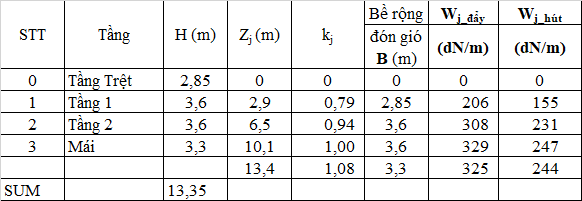 STT Tầng H (m) Zj (m) kj Bề rộng đón gió B (m) Wj_đẩy (dN/m) Wj_hút (dN/m)
0 Tầng Trệt 2,85 0 0 0 0 0
1 Tầng 1 3,6 2,9 0,79 2,85 206 155
2 Tầng 2 3,6 6,5 0,94 3,6 308 231
3 Mái 3,3 10,1 1,00 3,6 329 247
13,4 1,08 3,3 325 244
SUM 13,35